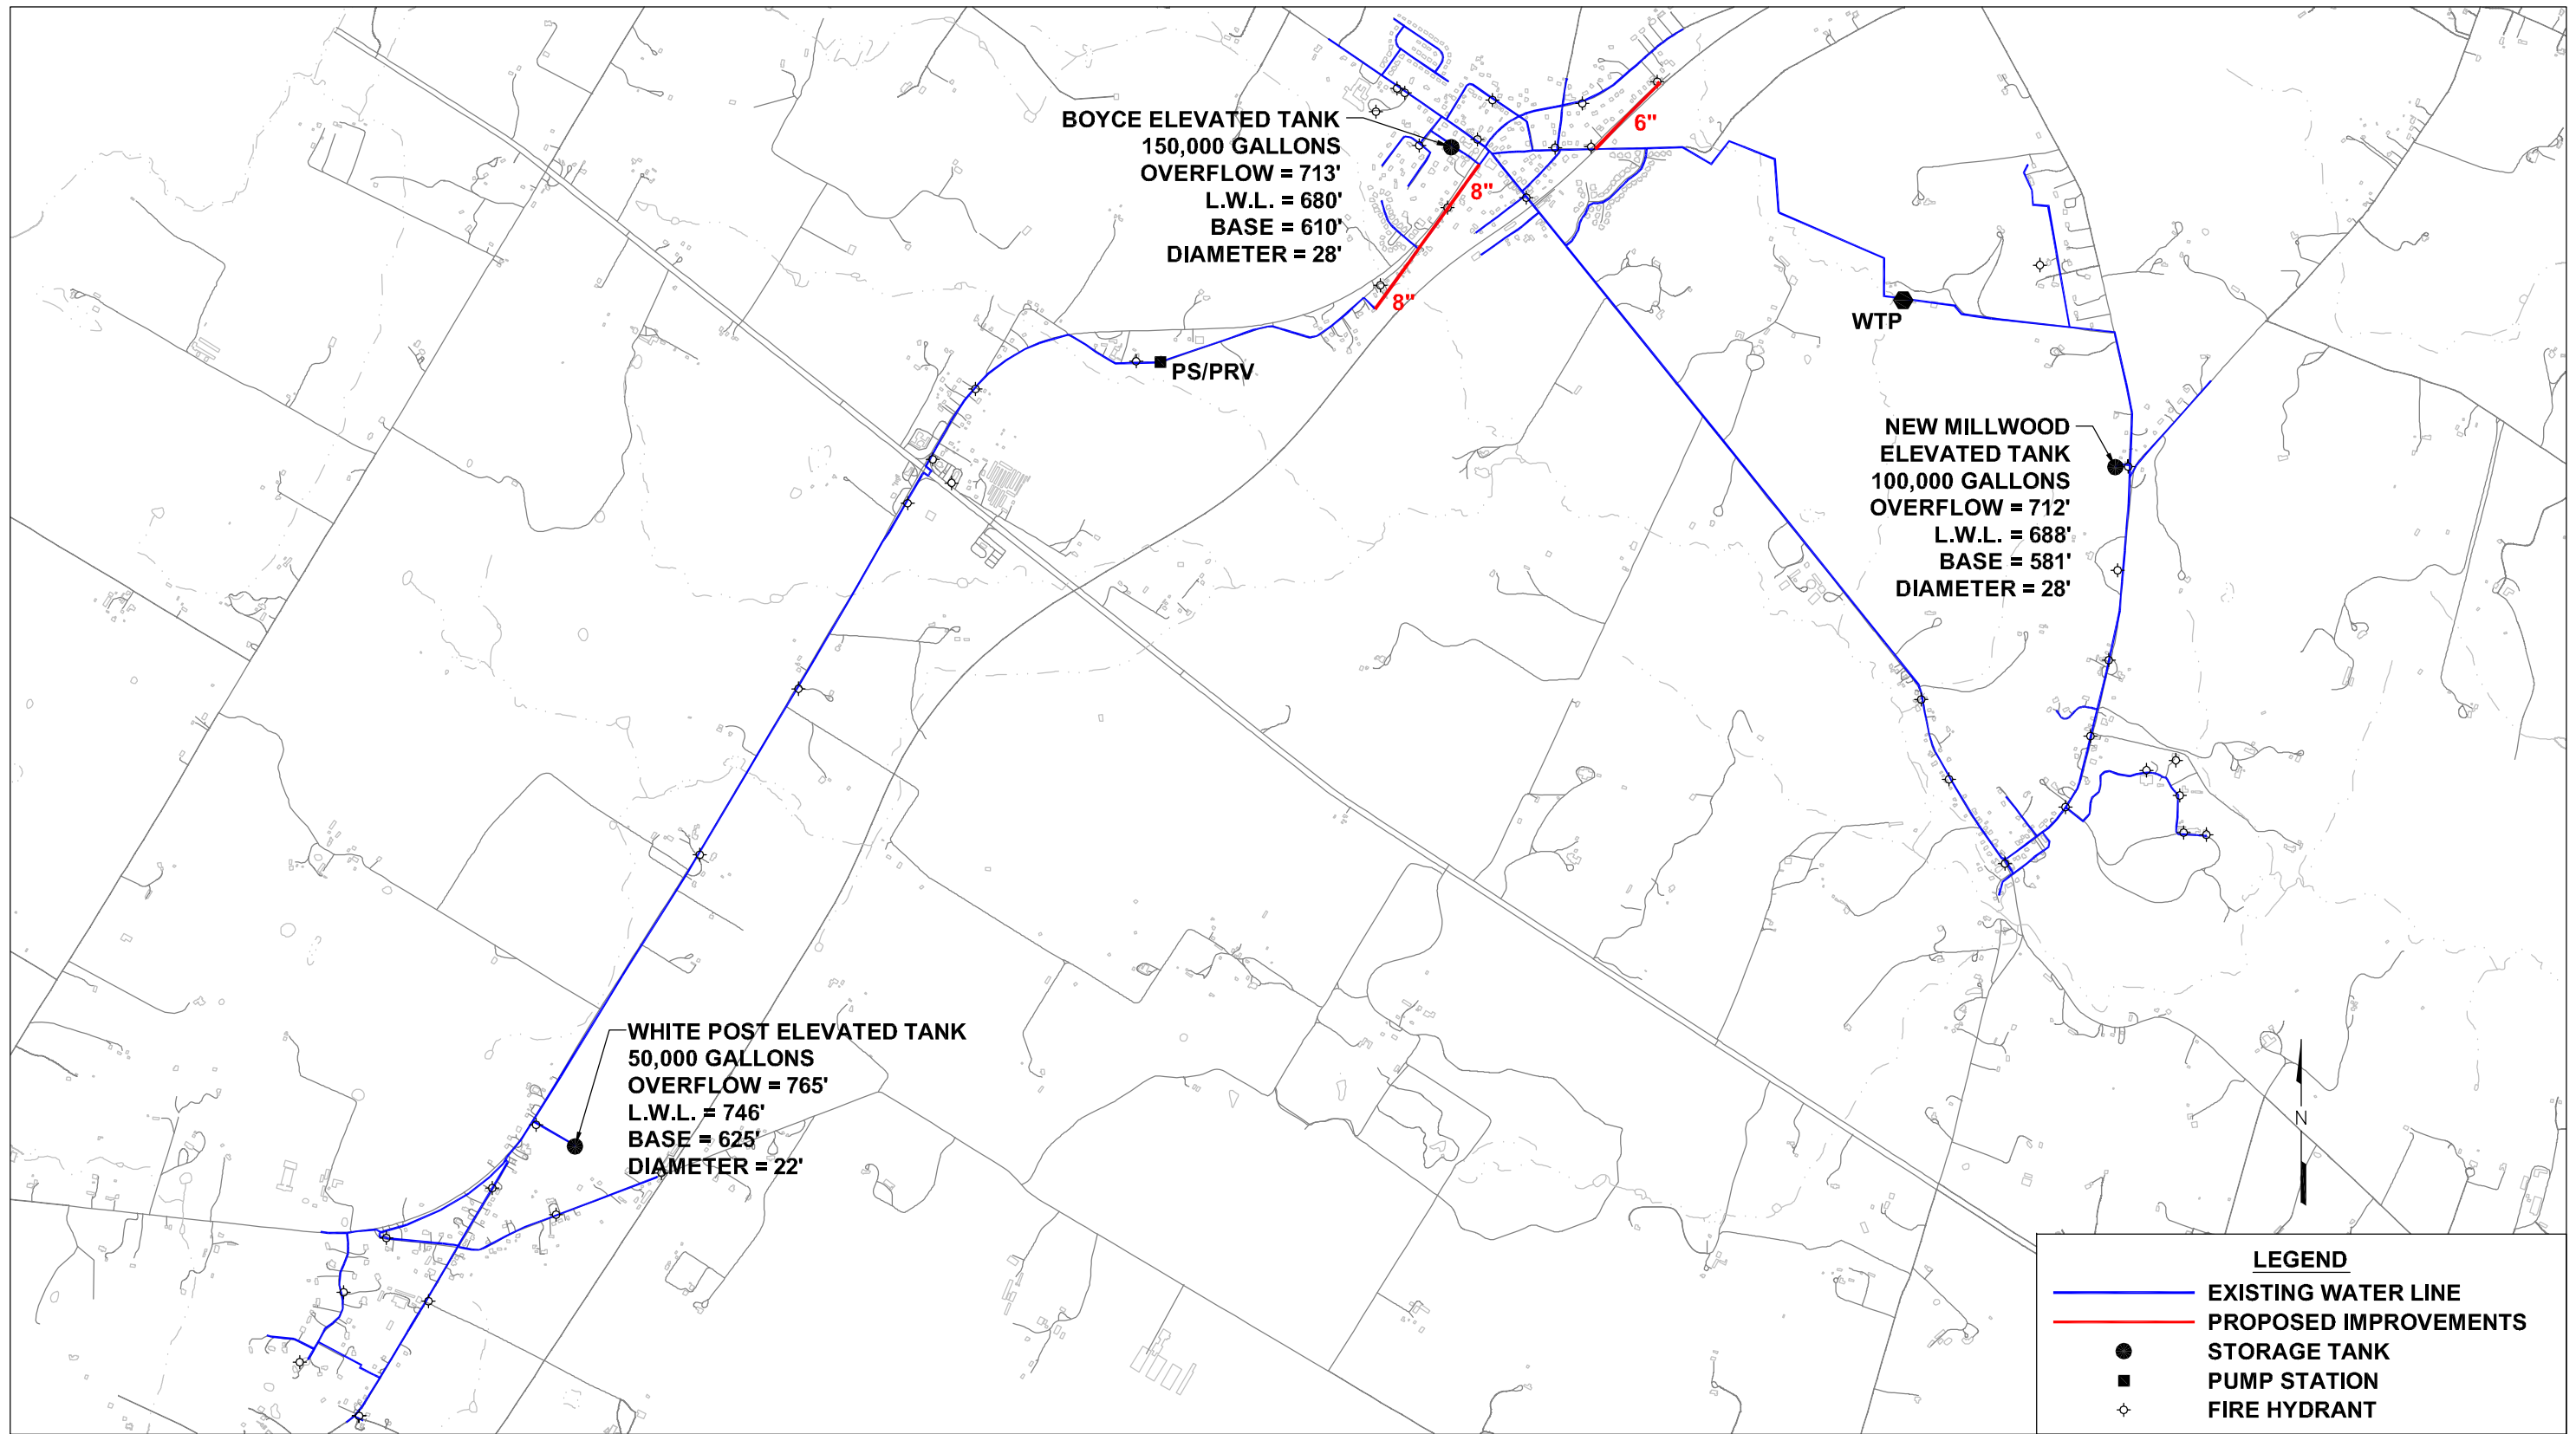 BOYCE ELEVATED TANK
150,000 GALLONS
OVERFLOW = 713'
L.W.L. = 680'
BASE = 610'
DIAMETER = 28'
6"
8"
8"
WTP
PS/PRV
NEW MILLWOOD
ELEVATED TANK
100,000 GALLONS
OVERFLOW = 712'
L.W.L. = 688'
BASE = 581'
DIAMETER = 28'
WHITE POST ELEVATED TANK
50,000 GALLONS
OVERFLOW = 765'
L.W.L. = 746'
BASE = 625'
DIAMETER = 22'
N
LEGEND
EXISTING WATER LINE
PROPOSED IMPROVEMENTS
STORAGE TANK
PUMP STATION
FIRE HYDRANT